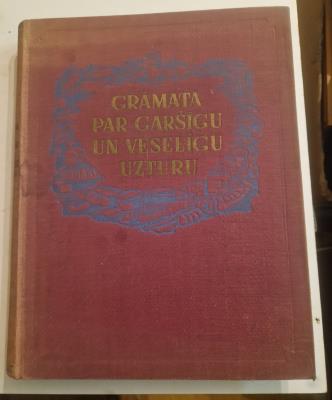 GRĀMATA
PAR GARŠĪGU
UN VESELĪGU
UZTURU